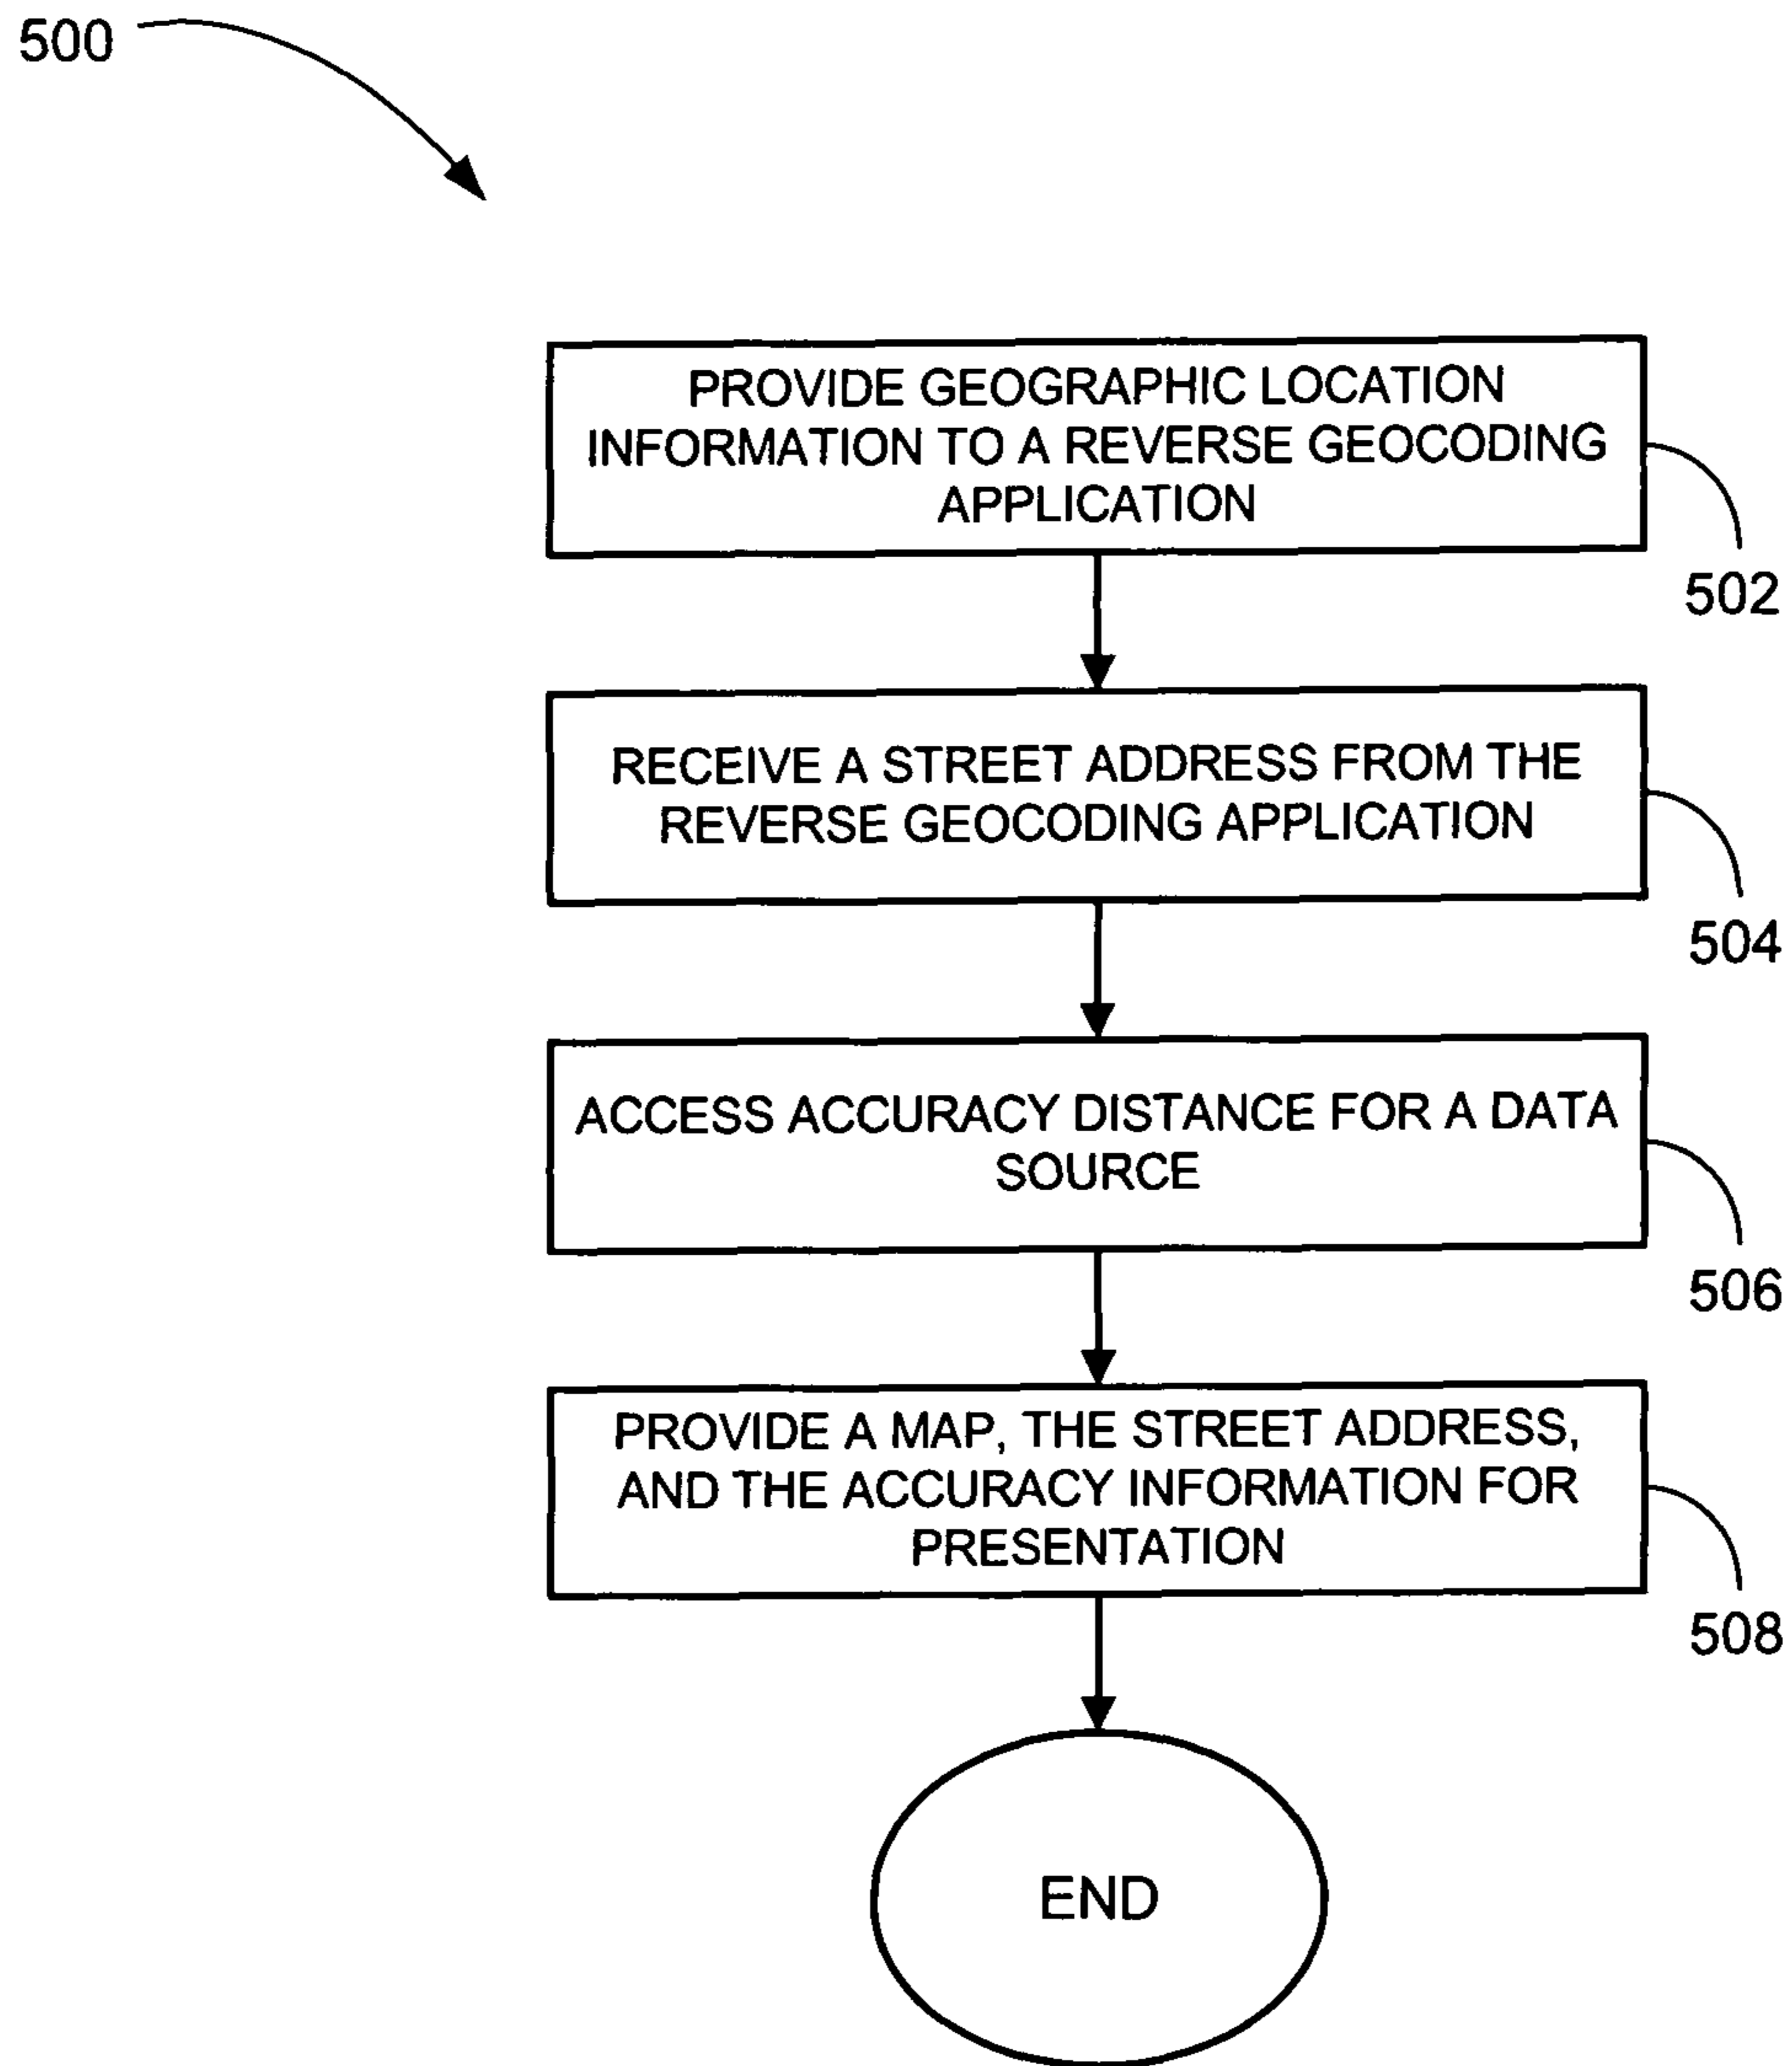 500
PROVIDE GEOGRAPHIC LOCATION
INFORMATION TO A REVERSE GEOCODING
APPLICATION
502
RECEIVE A STREET ADDRESS FROM THE
REVERSE GEOCODING APPLICATION
504
ACCESS ACCURACY DISTANCE FOR A DATA
SOURCE
506
PROVIDE A MAP, THE STREET ADDRESS,
AND THE ACCURACY INFORMATION FOR
PRESENTATION
508
END